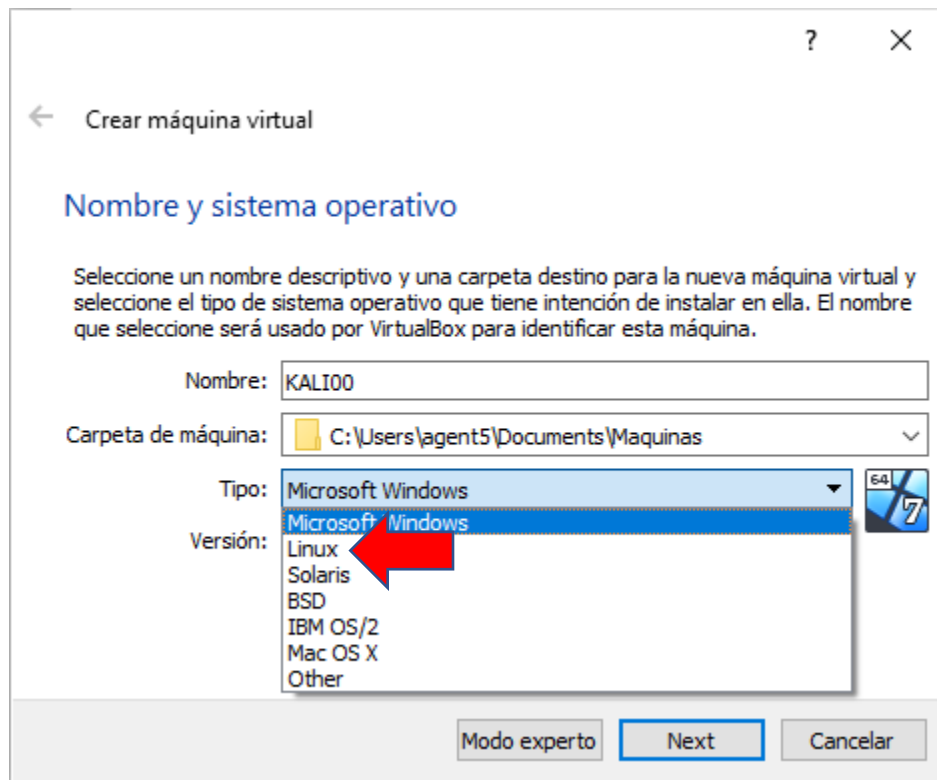 ?
Crear máquina virtual
Nombre y sistema operativo
Seleccione un nombre descriptivo y una carpeta destino para la nueva máquina virtual y
seleccione el tipo de sistema operativo que tiene intención de instalar en ella. El nombre
que seleccione será usado por VirtualBox para identificar esta máquina.
Nombre: KALI00
Carpeta de máquina: C:\Users\agent5\Documents\Maquinas
Tipo: Microsoft Windows
64
7
Microsoft Windows
Versión:
Linux
Solaris
BSD
IBM OS/2
Mac OS X
Other
Modo experto Next Cancelar